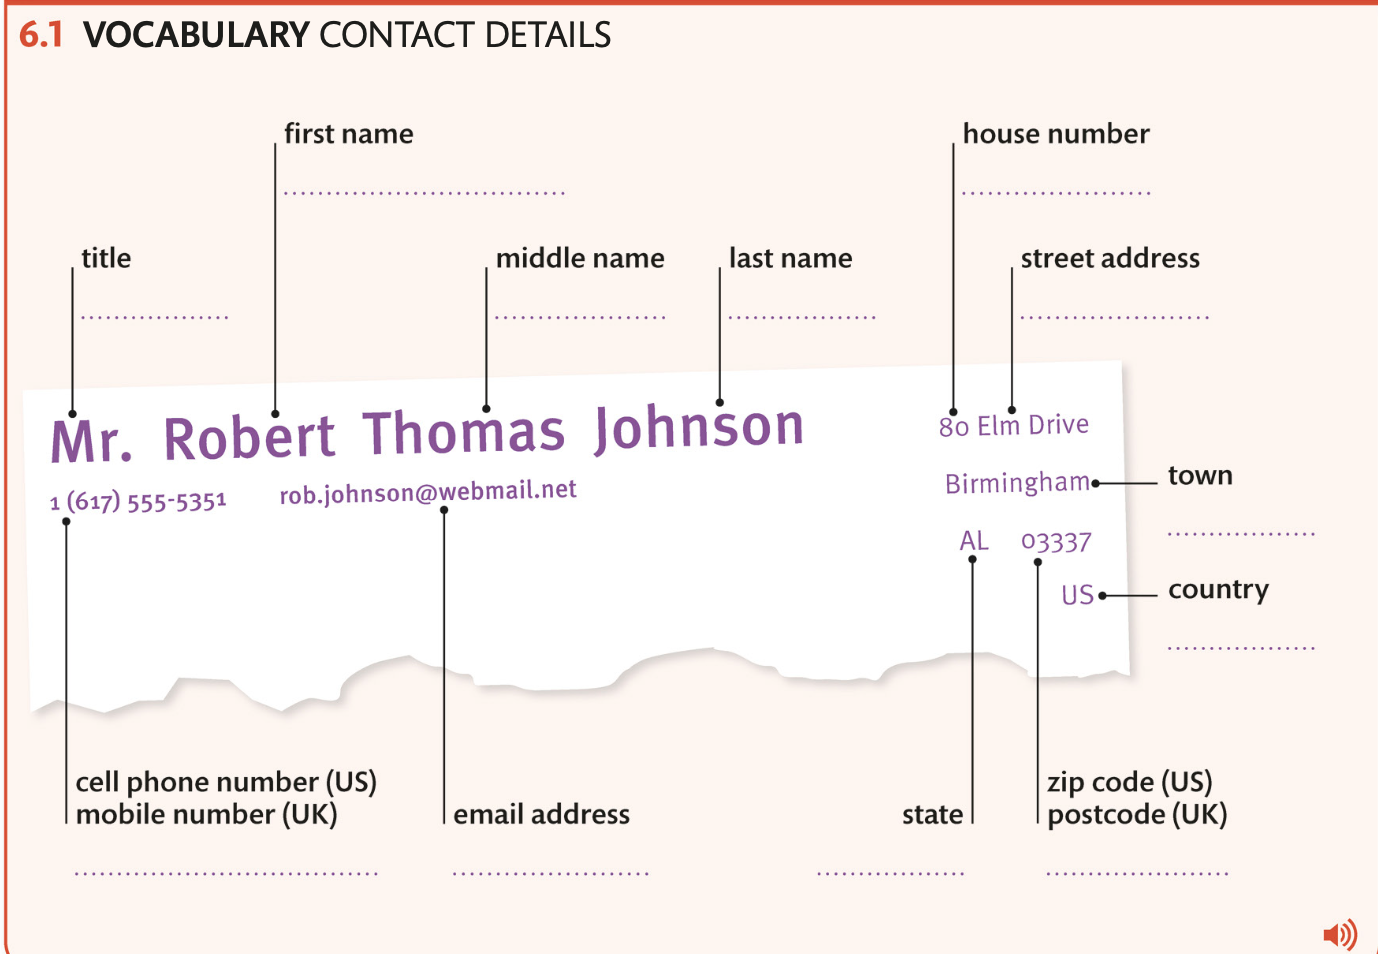 6.1 VOCABULARY CONTACT DETAILS
first name
house number
title
middle name
last name
street address
Mr. Robert Thomas Johnson
80 Elm Drive
1 (617) 555-5351
rob.johnson@webmail.net
Birmingham
town
AL 03337
US
country
cell phone number (US)
mobile number (UK)
email address
state
zip code (US)
postcode (UK)